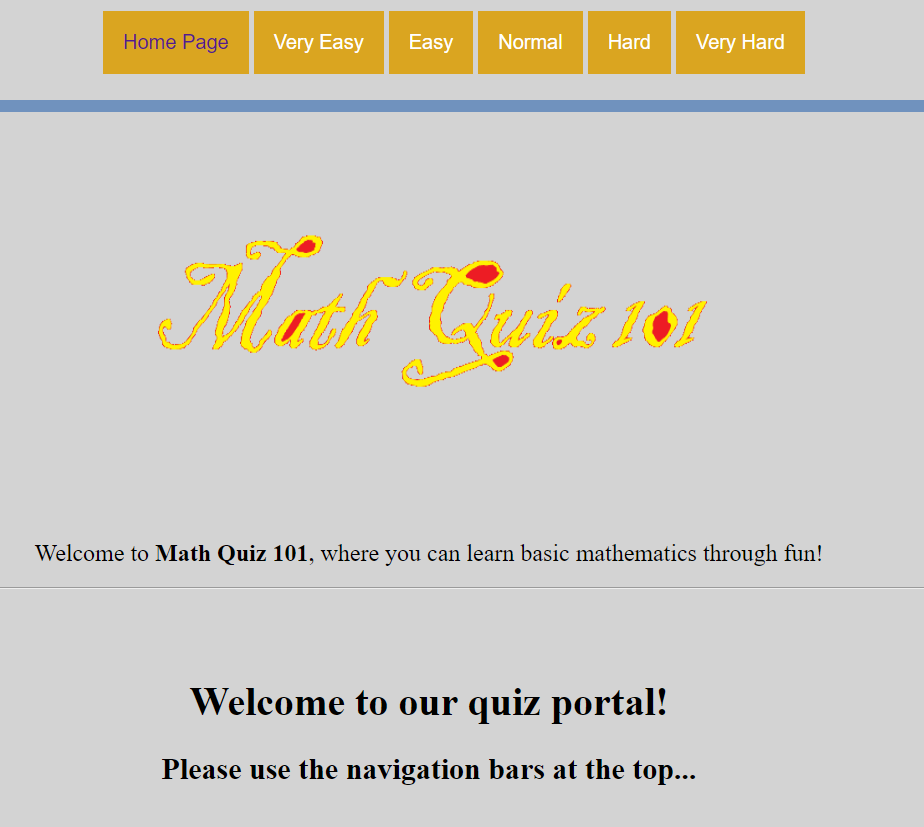 Home Page Very Easy Easy Normal Hard Very Hard
Math Quiz 101
Welcome to Math Quiz 101, where you can learn basic mathematics through fun!
Welcome to our quiz portal!
Please use the navigation bars at the top...